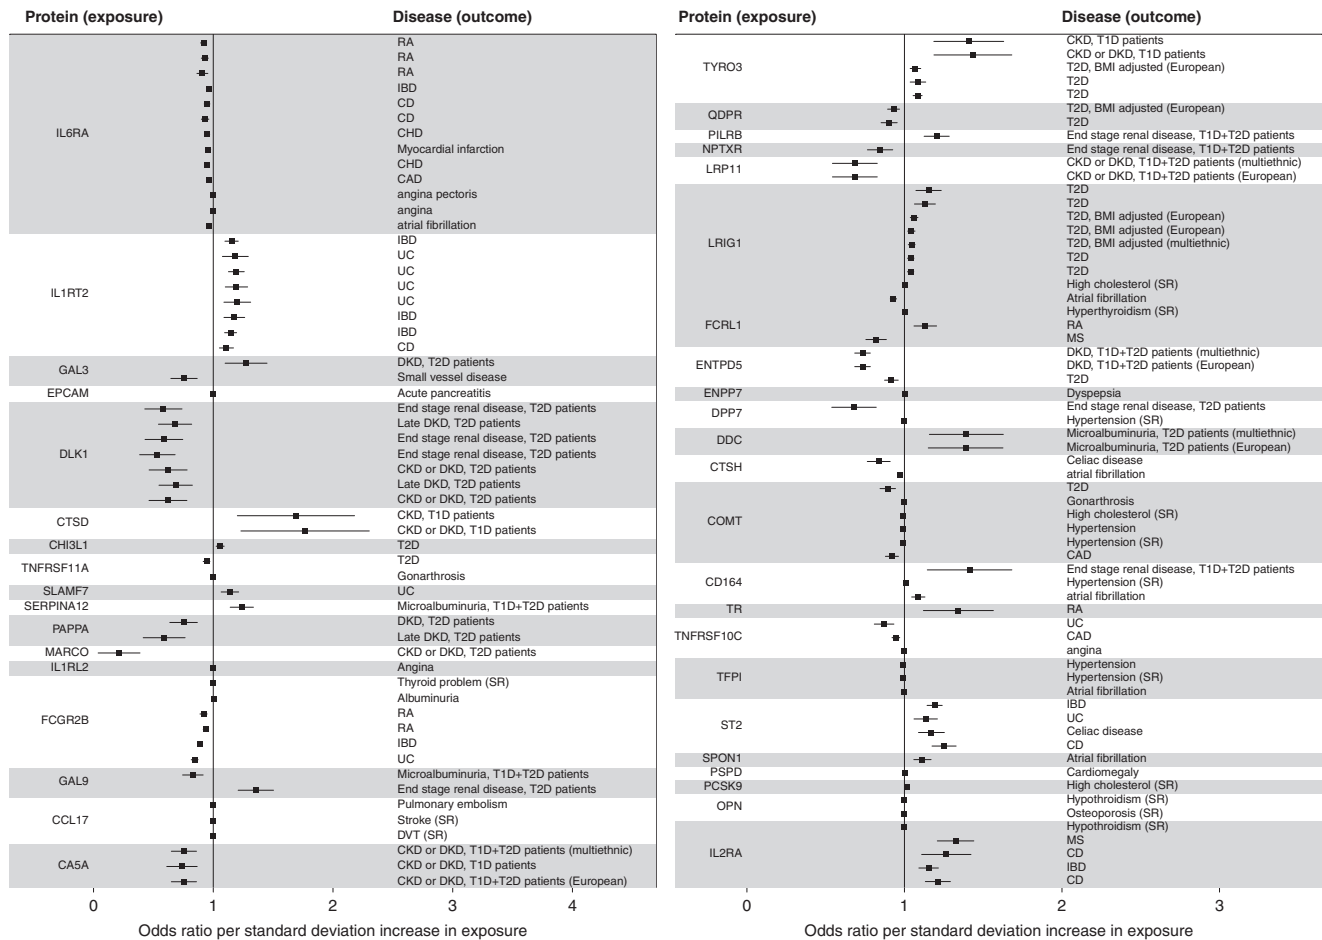 Protein (exposure) Disease (outcome)
IL6RA
RA
RA
RA
IBD
CD
CD
CHD
Myocardial infarction
CHD
CAD
angina pectoris
angina
atrial fibrillation
IL1RT2
IBD
UC
UC
UC
UC
IBD
IBD
CD
GAL3
DKD, T2D patients
Small vessel disease
EPCAM Acute pancreatitis
DLK1
End stage renal disease, T2D patients
Late DKD, T2D patients
End stage renal disease, T2D patients
End stage renal disease, T2D patients
CKD or DKD, T2D patients
Late DKD, T2D patients
CKD or DKD, T2D patients
CTSD
CKD, T1D patients
CKD or DKD, T1D patients
CHI3L1 T2D
TNFRSF11A
T2D
Gonarthrosis
SLAMF7 UC
SERPINA12 Microalbuminuria, T1D+T2D patients
PAPPA
DKD, T2D patients
Late DKD, T2D patients
MARCO CKD or DKD, T2D patients
IL1RL2 Angina
FCGR2B
Thyroid problem (SR)
Albuminuria
RA
RA
IBD
UC
GAL9
Microalbuminuria, T1D+T2D patients
End stage renal disease, T2D patients
CCL17
Pulmonary embolism
Stroke (SR)
DVT (SR)
CA5A
CKD or DKD, T1D+T2D patients (multiethnic)
CKD or DKD, T1D patients
CKD or DKD, T1D+T2D patients (European)
0 1 2 3 4
Odds ratio per standard deviation increase in exposure
Protein (exposure) Disease (outcome)
TYRO3
CKD, T1D patients
CKD or DKD, T1D patients
T2D, BMI adjusted (European)
T2D
T2D
QDPR
T2D, BMI adjusted (European)
T2D
PILRB End stage renal disease, T1D+T2D patients
NPTXR End stage renal disease, T1D+T2D patients
LRP11
CKD or DKD, T1D+T2D patients (multiethnic)
CKD or DKD, T1D+T2D patients (European)
LRIG1
T2D
T2D
T2D, BMI adjusted (European)
T2D, BMI adjusted (European)
T2D, BMI adjusted (multiethnic)
T2D
T2D
High cholesterol (SR)
Atrial fibrillation
FCRL1
Hyperthyroidism (SR)
RA
MS
ENTPD5
DKD, T1D+T2D patients (multiethnic)
DKD, T1D+T2D patients (European)
T2D
ENPP7 Dyspepsia
DPP7
End stage renal disease, T2D patients
Hypertension (SR)
DDC
Microalbuminuria, T2D patients (multiethnic)
Microalbuminuria, T2D patients (European)
CTSH
Celiac disease
atrial fibrillation
COMT
T2D
Gonarthrosis
High cholesterol (SR)
Hypertension
Hypertension (SR)
CAD
CD164
End stage renal disease, T1D+T2D patients
Hypertension (SR)
atrial fibrillation
TR RA
TNFRSF10C
UC
CAD
angina
TFPI
Hypertension
Hypertension (SR)
Atrial fibrillation
ST2
IBD
UC
Celiac disease
CD
SPON1 Atrial fibrillation
PSPD Cardiomegaly
PCSK9 High cholesterol (SR)
OPN
Hypothroidism (SR)
Osteoporosis (SR)
IL2RA
Hypothroidism (SR)
MS
CD
IBD
CD
0 1 2 3
Odds ratio per standard deviation increase in exposure